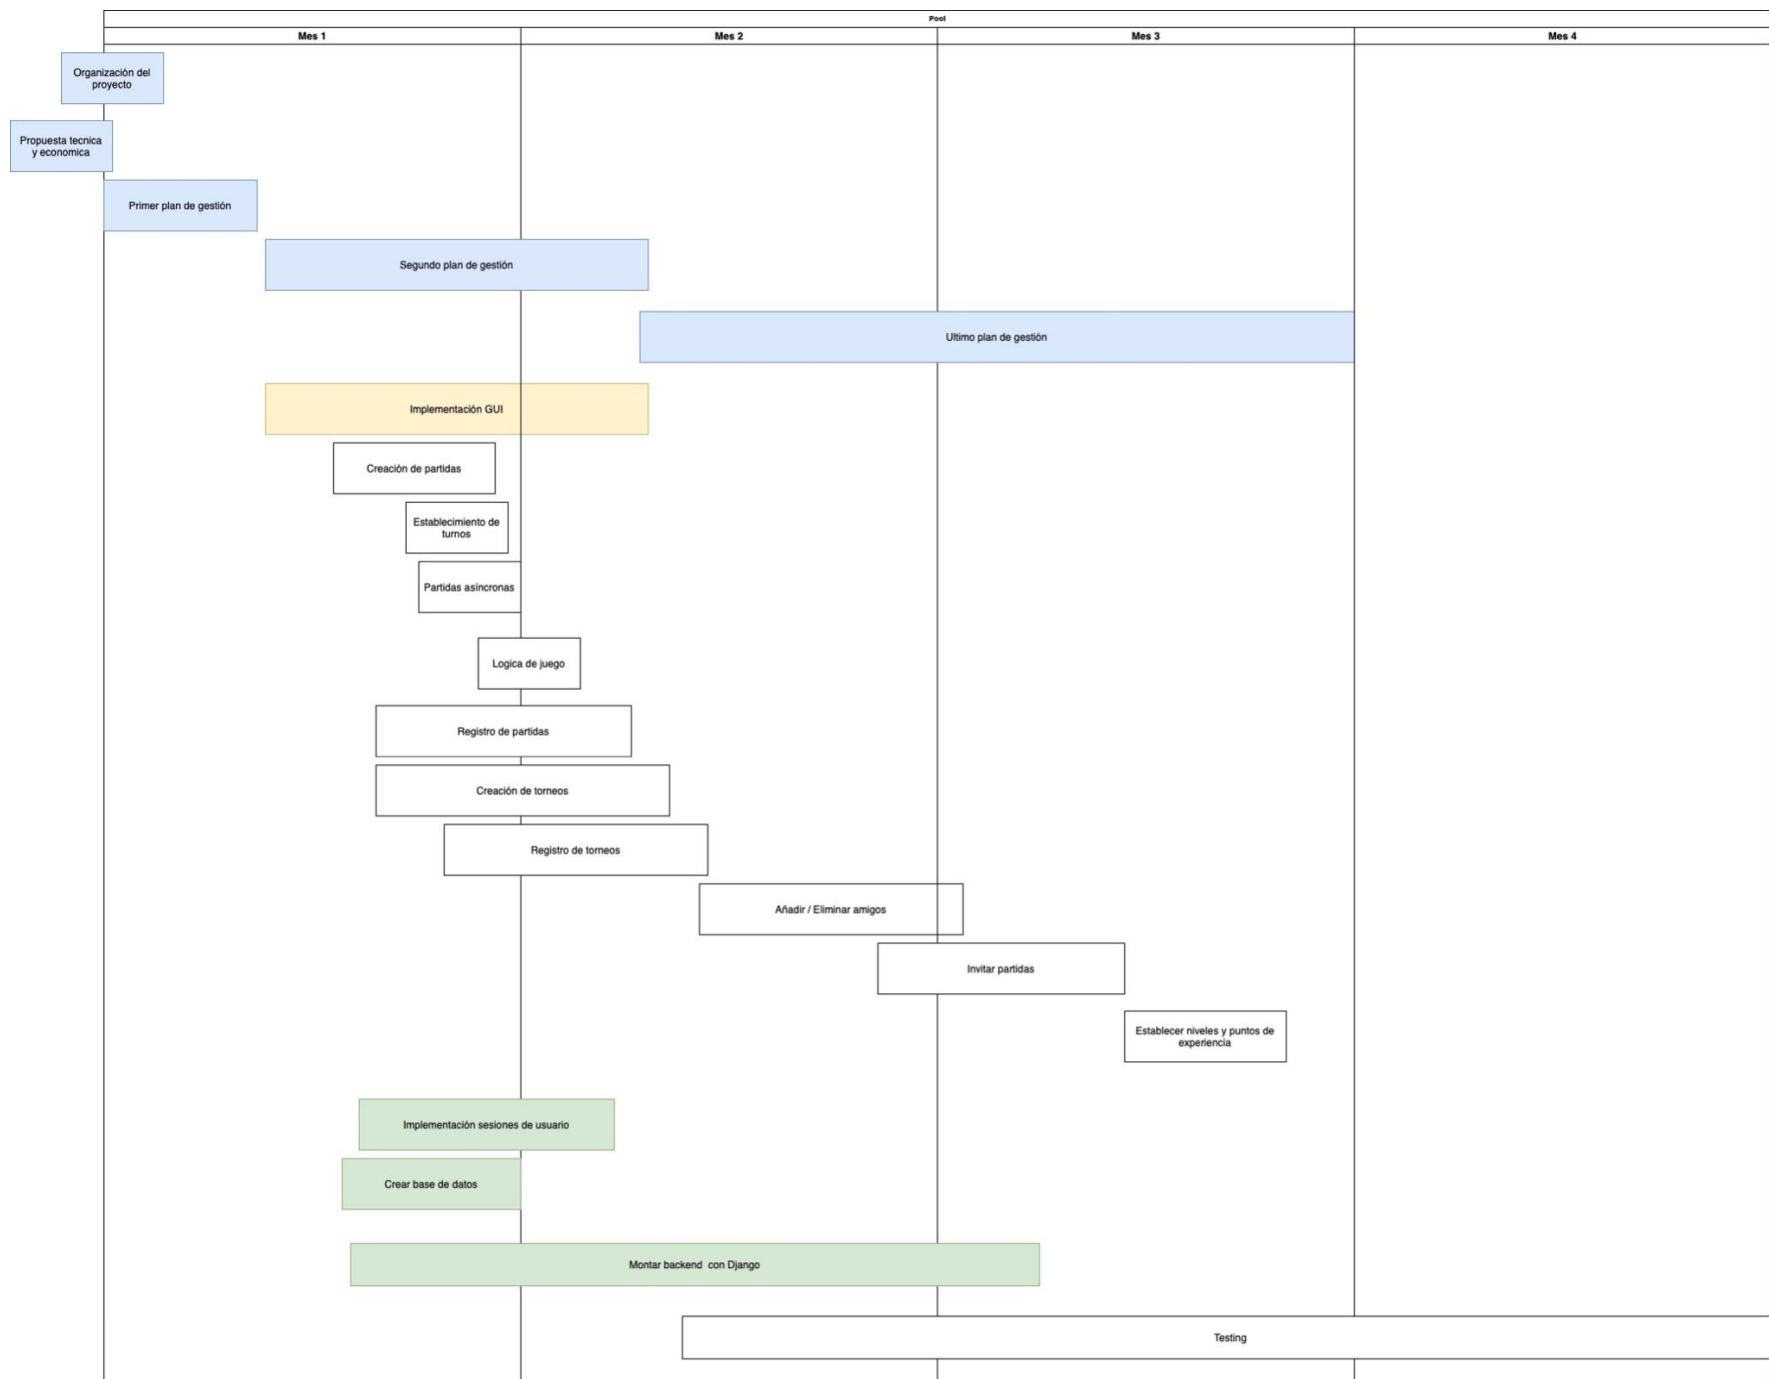 Pool
Mes 1
Mes 2
Mes 3
Mes 4
Organización del
proyecto
Propuesta tecnica
y economica
Primer plan de gestión
Segundo plan de gestión
Ultimo plan de gestión
Implementación GUI
Creación de partidas
Establecimiento de
turnos
Partidas asíncronas
Logica de juego
Registro de partidas
Creación de torneos
Registro de torneos
Añadir / Eliminar amigos
Invitar partidas
Establecer niveles y puntos de
experiencia
Implementación sesiones de usuario
Crear base de datos
Montar backend con Django
Testing